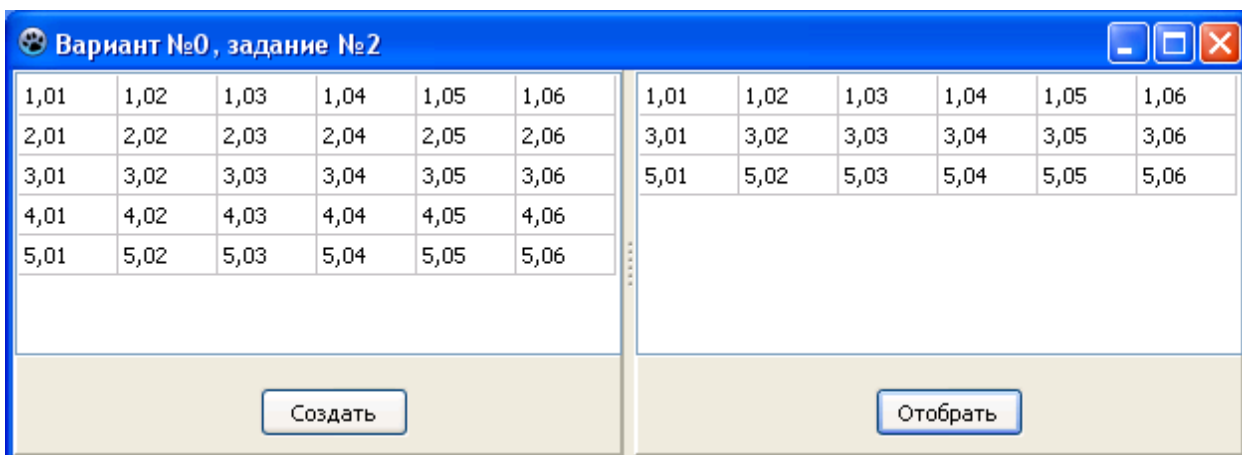 Вариант №0, задание №2
1,01 1,02 1,03 1,04 1,05 1,06 1,01 1,02 1,03 1,04 1,05 1,06
2,01 2,02 2,03 2,04 2,05 2,06 3,01 3,02 3,03 3,04 3,05 3,06
3,01 3,02 3,03 3,04 3,05 3,06 5,01 5,02 5,03 5,04 5,05 5,06
4,01 4,02 4,03 4,04 4,05 4,06
5,01 5,02 5,03 5,04 5,05 5,06
Создать Отобрать